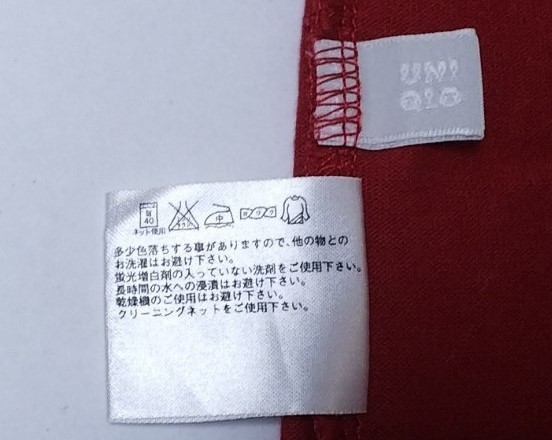 UNI
QLO
40
中
ネット使用
多少色落ちする事がありますので、他の物との
お洗濯はお避け下さい。
蛍光増白剤の入っていない洗剤をご使用下さい。
長時間の水への浸漬はお避け下さい。
乾燥機のご使用はお避け下さい。
クリーニングネットをご使用下さい。